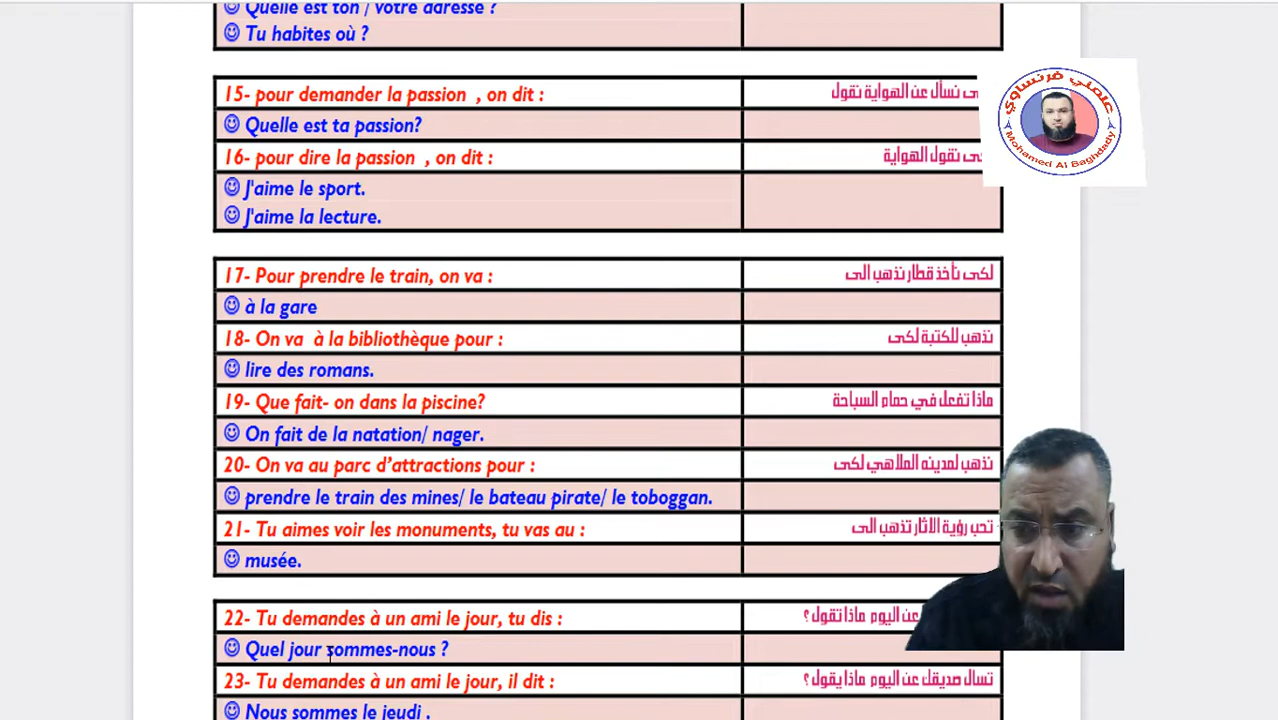 Quelle est ton / votre adresse ?
Tu habites où ?
15- pour demander la passion , on dit :
ى نسأل عن الهواية نقول
Quelle est ta passion?
16- pour dire la passion , on dit :
نقول الهواية
J'aime le sport.
J'aime la lecture.
علمني فرنساوي
Mohamed Al Baghdady
17- Pour prendre le train, on va :
لكى نأخذ قطار نذهب الى
à la gare
18- On va à la bibliothèque pour :
نذهب للكتبة لكى
lire des romans.
19- Que fait- on dans la piscine?
ماذا تفعل في حمام السباحة
On fait de la natation/ nager.
20- On va au parc d’attractions pour :
نذهب لمدينه الملاهي لكى
prendre le train des mines/ le bateau pirate/ le toboggan.
21- Tu aimes voir les monuments, tu vas au :
تحب رؤية الاثار تذهب الى
musée.
22- Tu demandes à un ami le jour, tu dis :
عن اليوم ماذا تقول ؟
Quel jour sommes-nous ?
23- Tu demandes à un ami le jour, il dit :
تسال صديقك عن اليوم ماذا يقول ؟
Nous sommes le jeudi .